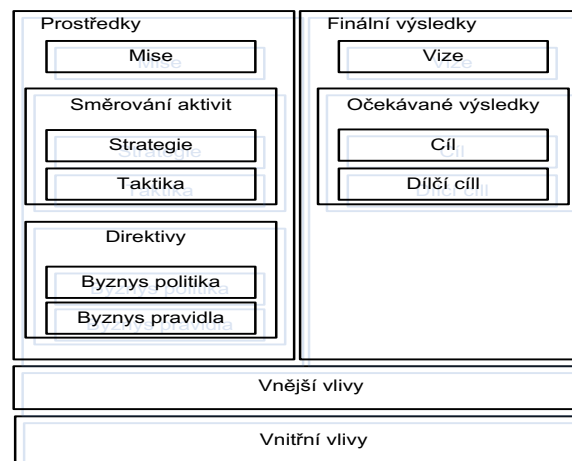 Prostředky
Mise
Směrování aktivit
Strategie
Taktika
Direktivy
Byznys politika
Byznys pravidla
Finální výsledky
Vize
Očekávané výsledky
Cíl
Dílčí cíll
Vnější vlivy
Vnitřní vlivy